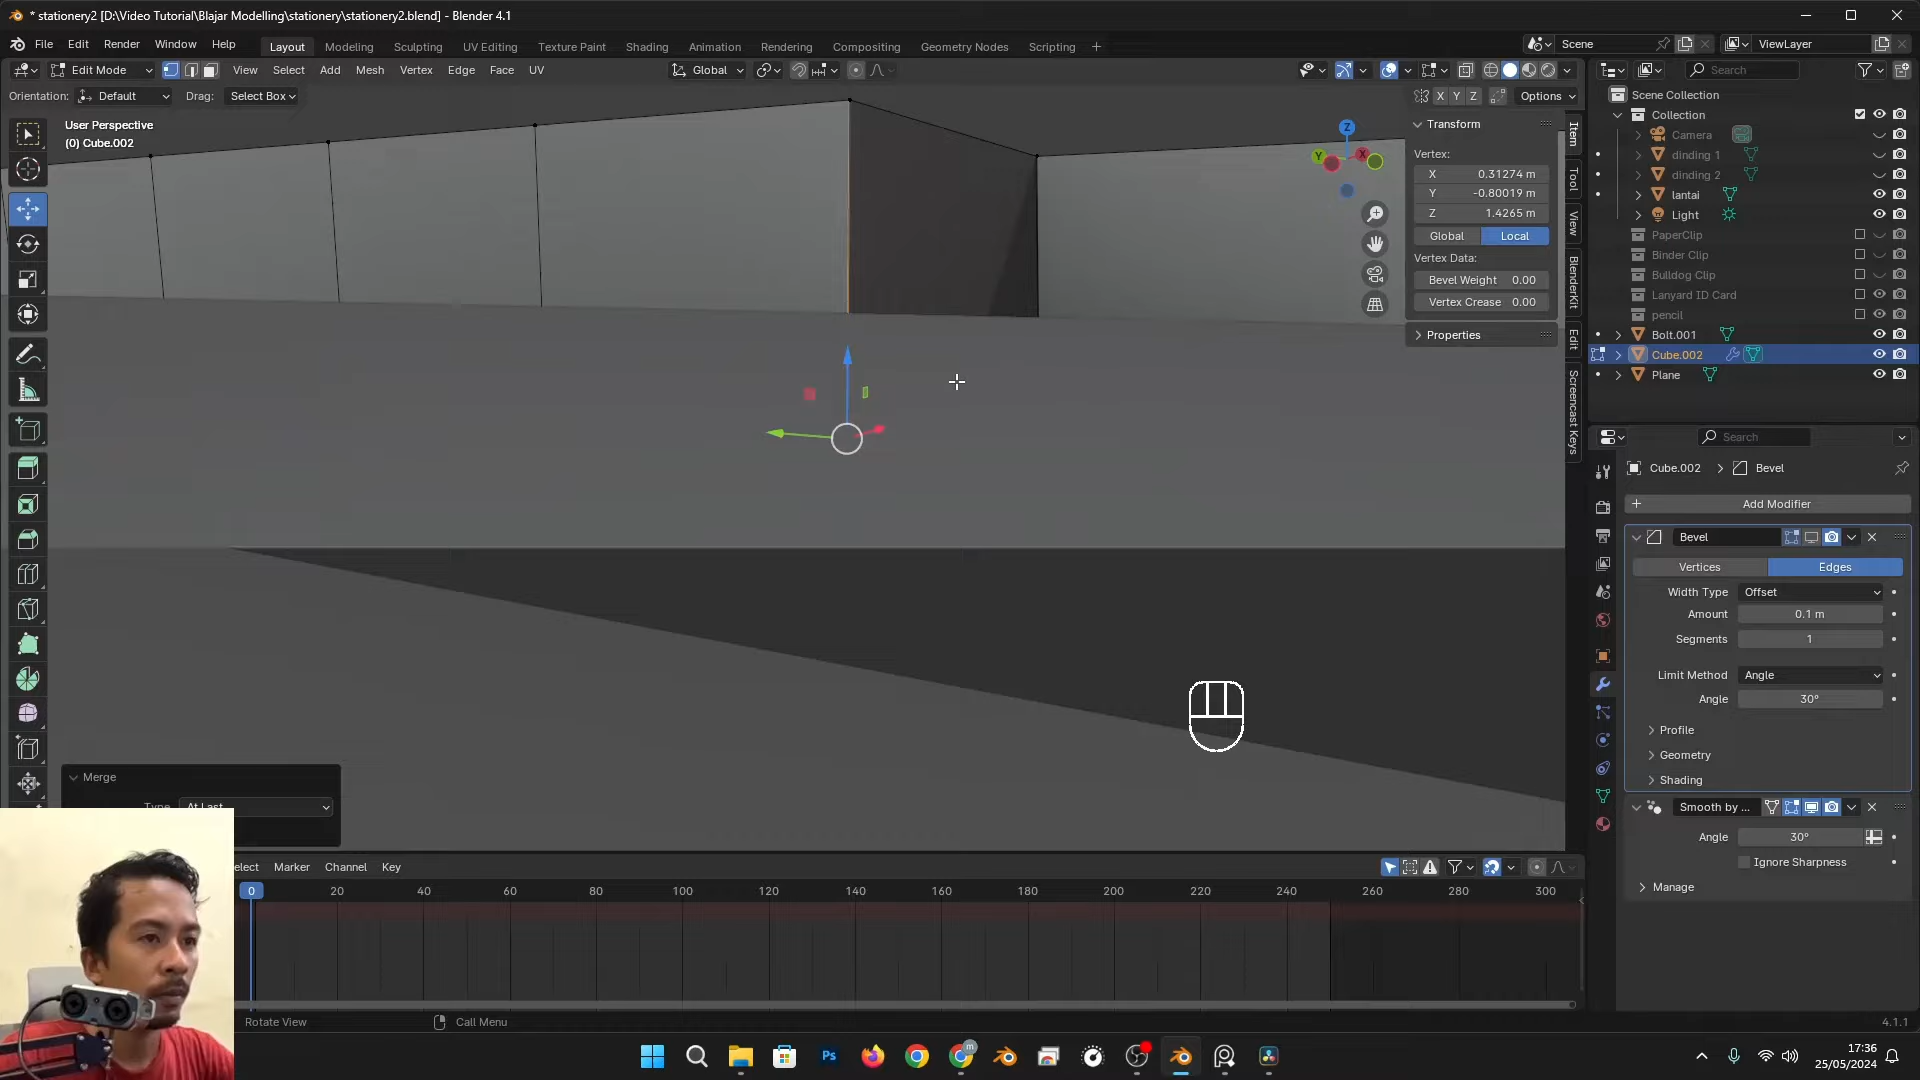 * stationery2 [D:\Video Tutorial\Blajar Modelling\stationery\stationery2.blend] - Blender 4.1
File Edit Render Window Help Layout Modeling Sculpting UV Editing Texture Paint Shading Animation Rendering Compositing Geometry Nodes Scripting + Scene ViewLayer
Edit Mode View Select Add Mesh Vertex Edge Face UV Global Search
Orientation: Default Drag: Select Box X Y Z Options
Scene Collection
Collection
Camera
dinding 1
dinding 2
lantai
Light
PaperClip
Binder Clip
Bulldog Clip
Lanyard ID Card
pencil
Bolt.001
Cube.002
Plane
User Perspective
(0) Cube.002
Z
Y
X
Transform
Vertex:
X 0.31274 m
Y -0.80019 m
Z 1.4265 m
Global Local
Vertex Data:
Bevel Weight 0.00
Vertex Crease 0.00
Properties
Item
Tool
View
BlenderKit
Edit
Screencast Keys
Search
Cube.002 > Bevel
+ Add Modifier
Bevel
Vertices Edges
Width Type Offset
Amount 0.1 m
Segments 1
Limit Method Angle
Angle 30°
Profile
Geometry
Shading
Smooth by ...
Angle 30°
Ignore Sharpness
Manage
Merge
Type At Last
elect Marker Channel Key
0 20 40 60 80 100 120 140 160 180 200 220 240 260 280 300
Rotate View Call Menu 4.1.1
Ps
m
17:36
25/05/2024